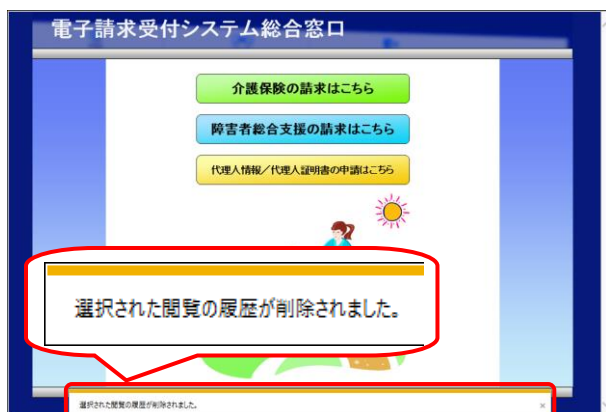 電子請求受付システム総合窓口
介護保険の請求はこちら
障害者総合支援の請求はこちら
代理人情報／代理人証明書の申請はこちら
選択された閲覧の履歴が削除されました。
選択された閲覧の履歴が削除されました。